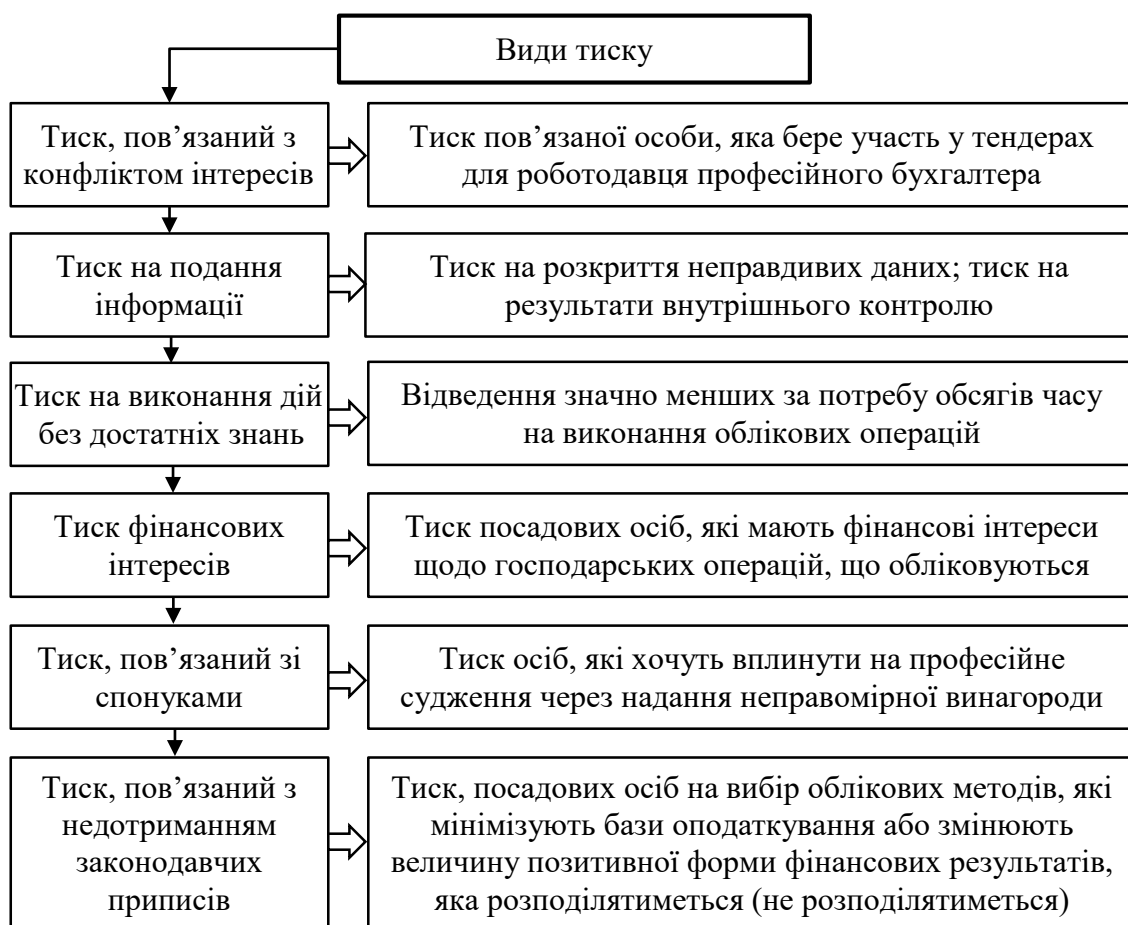 Види тиску
Тиск, пов’язаний з
конфліктом інтересів
Тиск пов’язаної особи, яка бере участь у тендерах
для роботодавця професійного бухгалтера
Тиск на подання
інформації
Тиск на розкриття неправдивих даних; тиск на
результати внутрішнього контролю
Тиск на виконання дій
без достатніх знань
Відведення значно менших за потребу обсягів часу
на виконання облікових операцій
Тиск фінансових
інтересів
Тиск посадових осіб, які мають фінансові інтереси
щодо господарських операцій, що обліковуються
Тиск, пов’язаний зі
спонуками
Тиск осіб, які хочуть вплинути на професійне
судження через надання неправомірної винагороди
Тиск, пов’язаний з
недотриманням
законодавчих
приписів
Тиск, посадових осіб на вибір облікових методів, які
мінімізують бази оподаткування або змінюють
величину позитивної форми фінансових результатів,
яка розподілятиметься (не розподілятиметься)